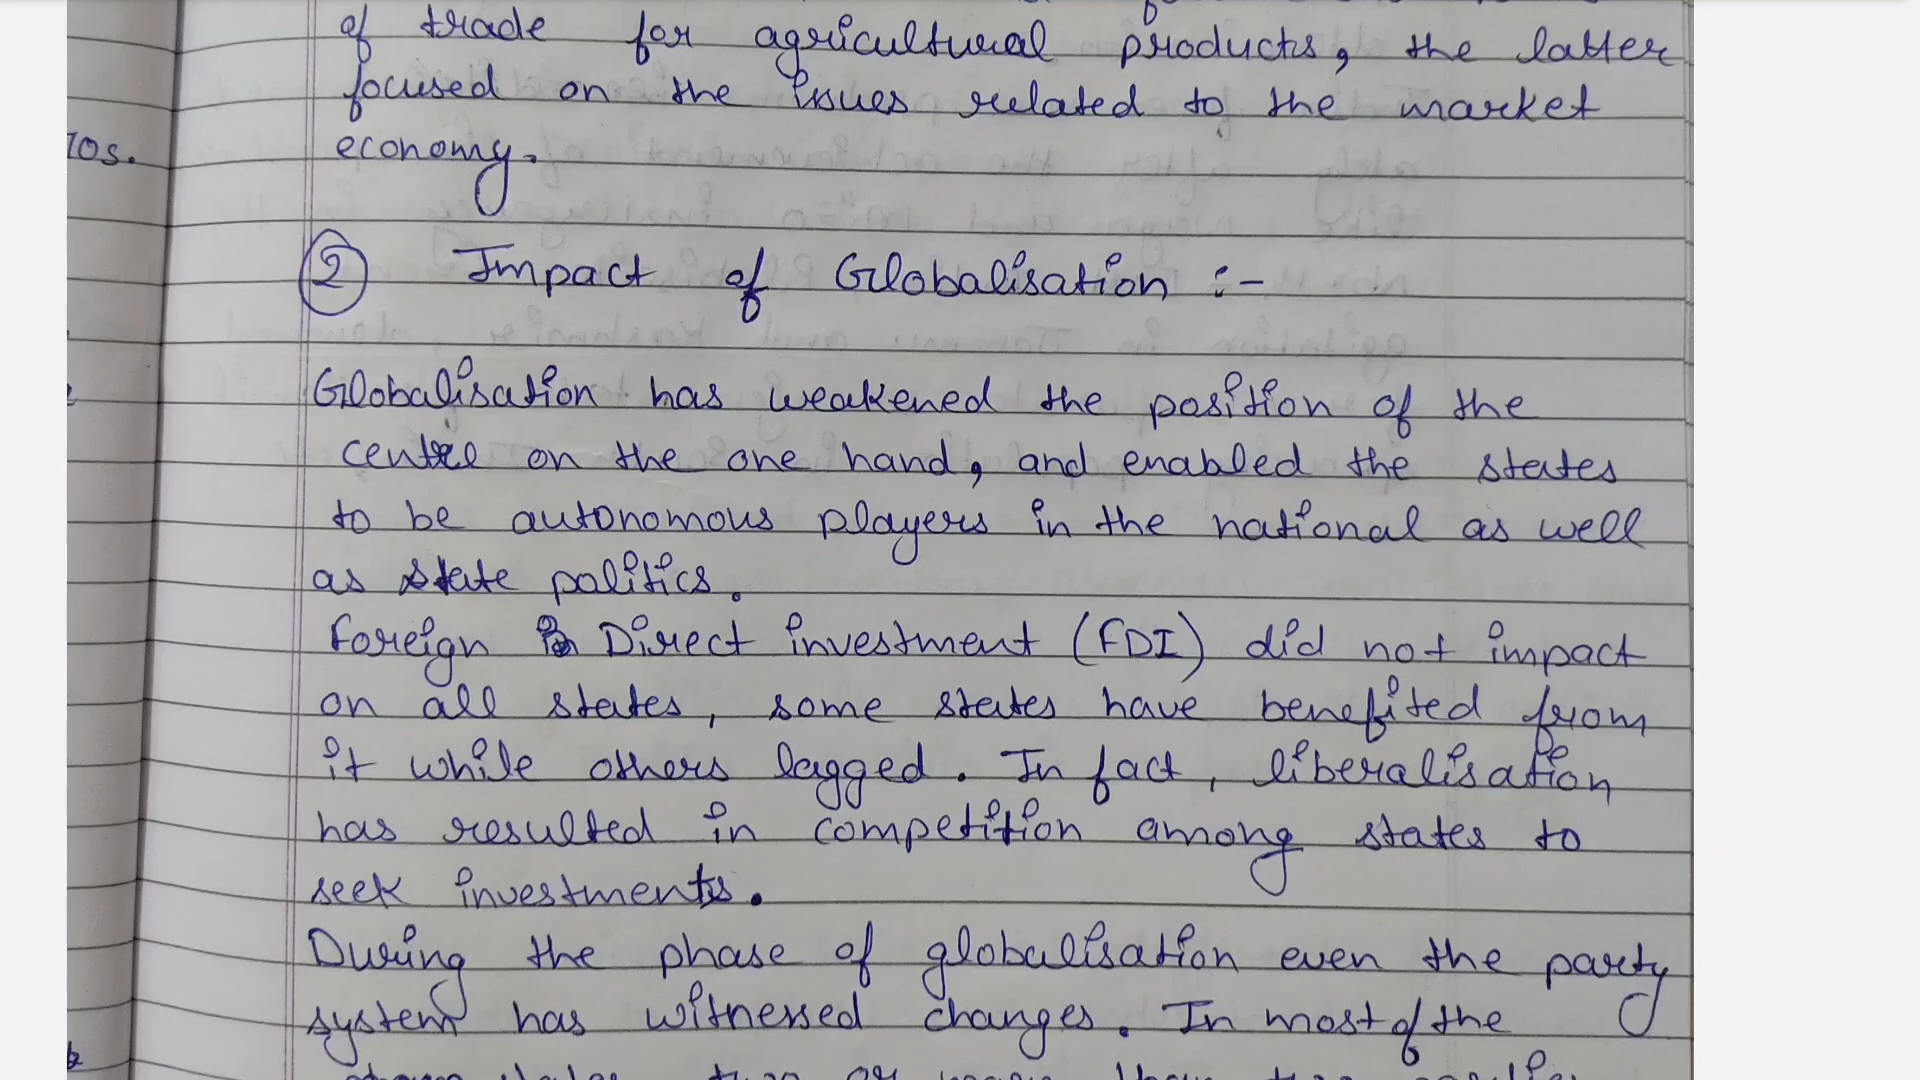 of trade for agricultural products, the latter
focused on the issues related to the market
economy.
② Impact of Globalisation :-
Globalisation has weakened the position of the
centre on the one hand, and enabled the states
to be autonomous players in the national as well
as state politics.
Foreign Direct investment (FDI) did not impact
on all states, some states have benefited from
it while others lagged. In fact, liberalisation
has resulted in competition among states to
seek investments.
During the phase of globalisation even the party
system has witnessed changes. In most of the